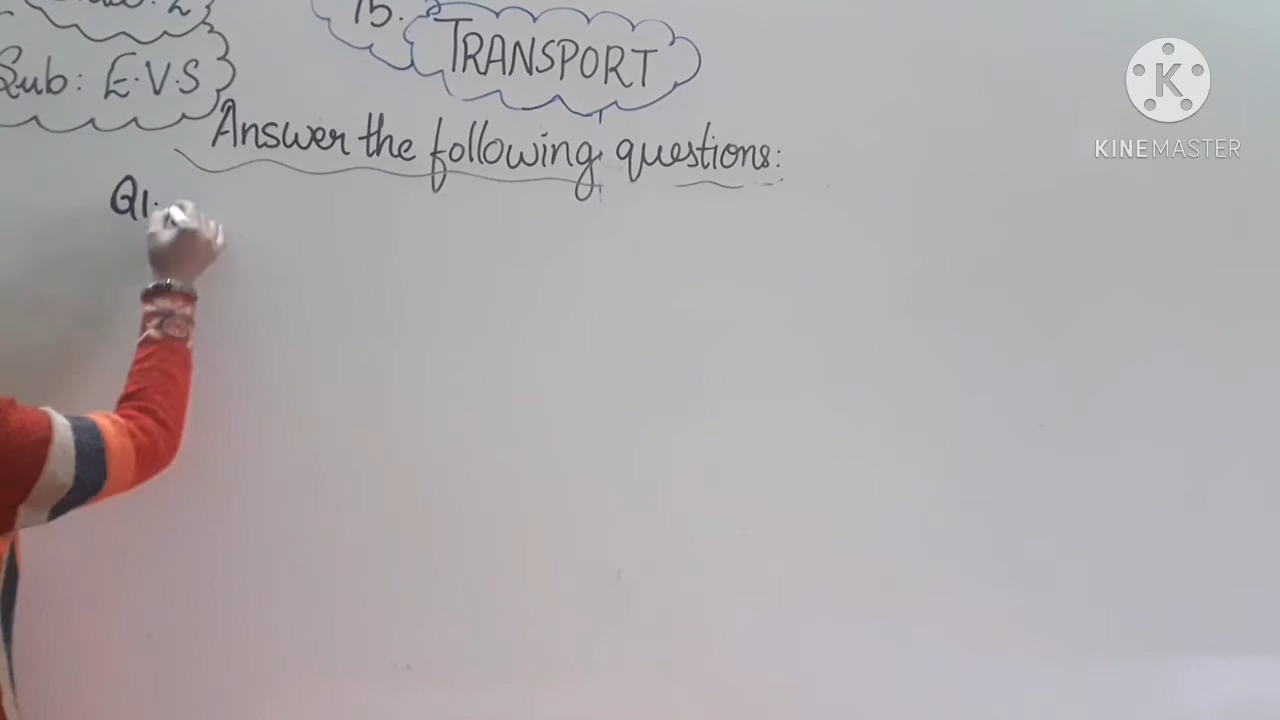 15.
TRANSPORT
Sub: E.V.S
Answer the following questions:
Q1.
K
KINEMASTER